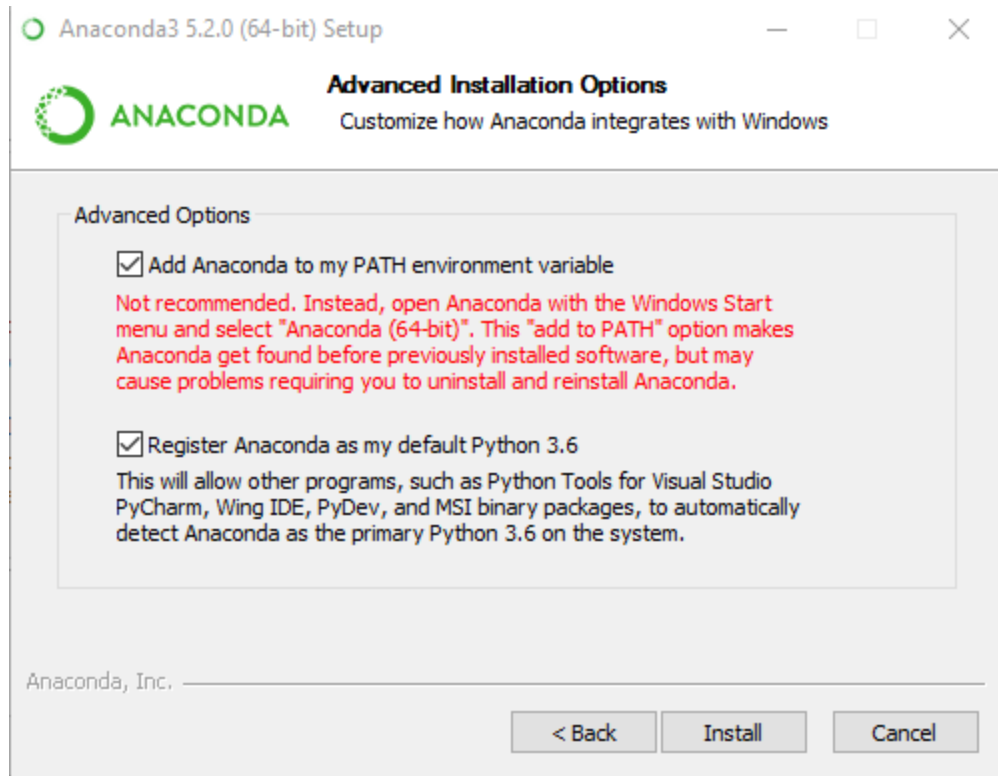 Anaconda3 5.2.0 (64-bit) Setup
Advanced Installation Options
ANACONDA
Customize how Anaconda integrates with Windows
Advanced Options
Add Anaconda to my PATH environment variable
Not recommended. Instead, open Anaconda with the Windows Start
menu and select "Anaconda (64-bit)". This "add to PATH" option makes
Anaconda get found before previously installed software, but may
cause problems requiring you to uninstall and reinstall Anaconda.
Register Anaconda as my default Python 3.6
This will allow other programs, such as Python Tools for Visual Studio
PyCharm, Wing IDE, PyDev, and MSI binary packages, to automatically
detect Anaconda as the primary Python 3.6 on the system.
Anaconda, Inc.
< Back
Install
Cancel